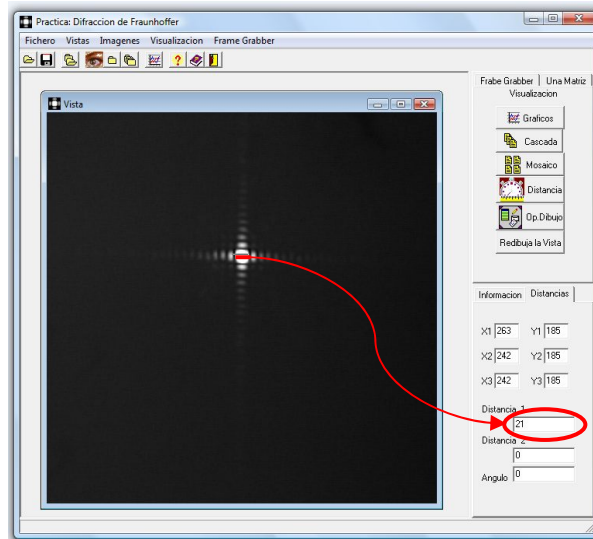 Practica: Difraccion de Fraunhoffer
Fichero Vistas Imagenes Visualizacion Frame Grabber
Vista
Frabe Grabber Una Matriz
Visualizacion
Graficos
Cascada
Mosaico
Distancia
Op.Dibujo
Redibuja la Vista
Informacion Distancias
X1 263 Y1 185
X2 242 Y2 185
X3 242 Y3 185
Distancia 1
21
Distancia 2
0
Angulo 0